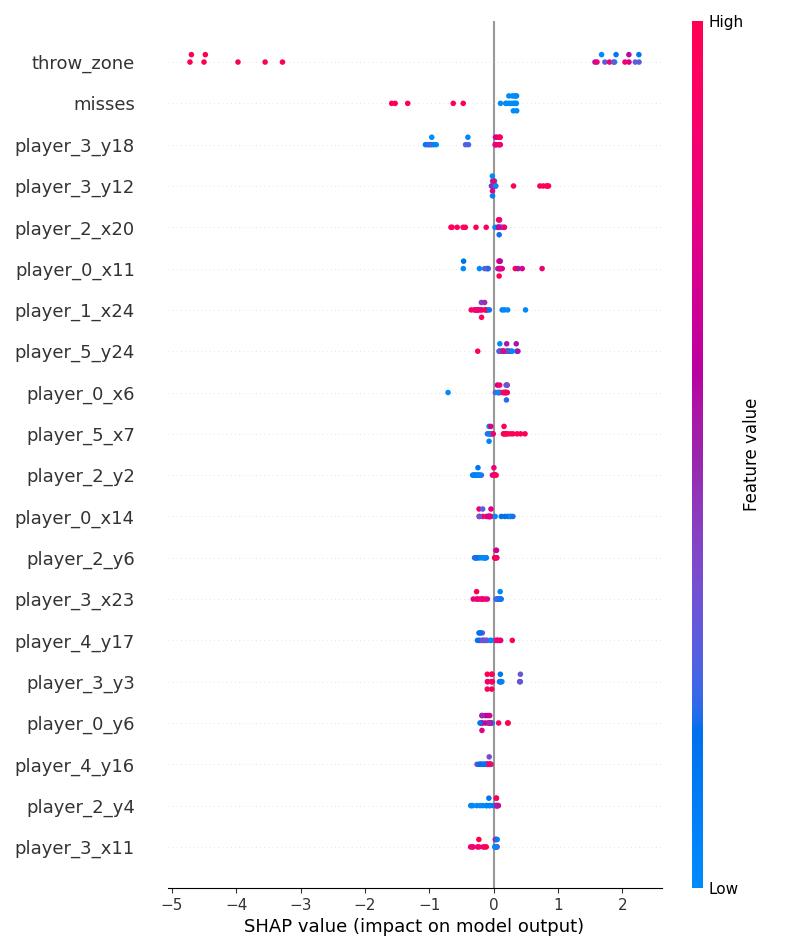 High
throw_zone
misses
player_3_y18
player_3_y12
player_2_x20
player_0_x11
player_1_x24
player_5_y24
player_0_x6
player_5_x7
player_2_y2
player_0_x14
player_2_y6
player_3_x23
player_4_y17
player_3_y3
player_0_y6
player_4_y16
player_2_y4
player_3_x11
Feature value
Low
−5 −4 −3 −2 −1 0 1 2
SHAP value (impact on model output)